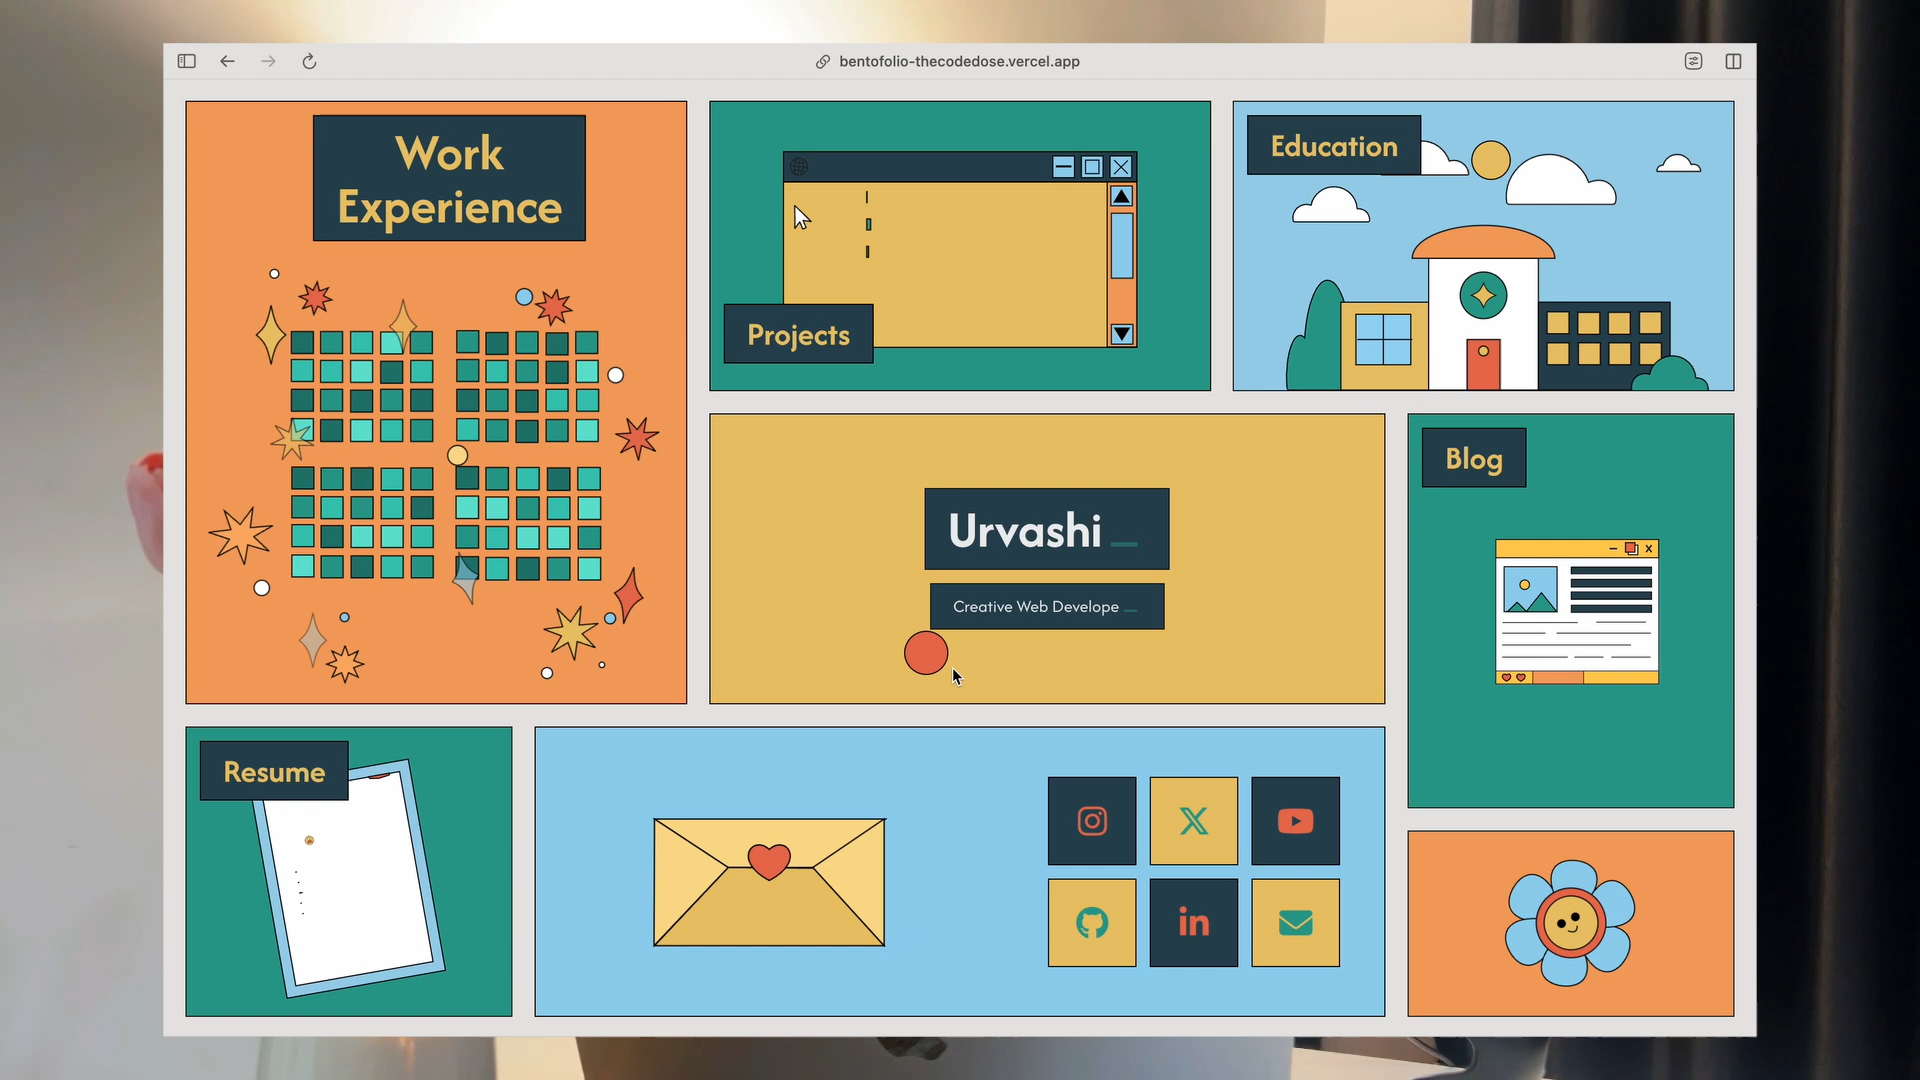 bentofolio-thecodedose.vercel.app
Work
Experience
Projects
Education
Urvashi _
Creative Web Develope _
Blog
Resume